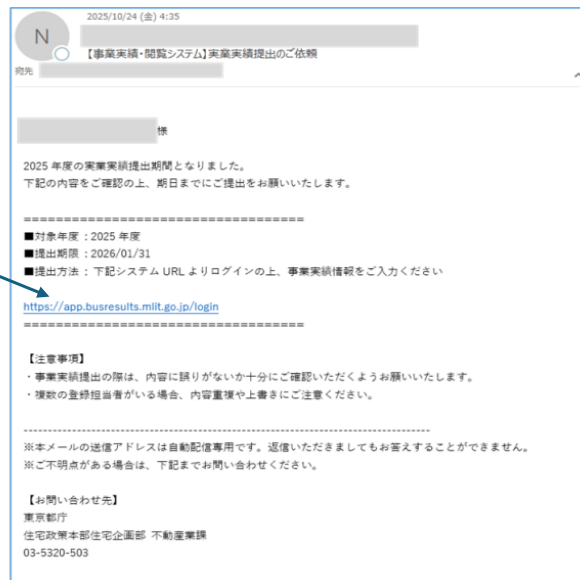 2025/10/24 (金) 4:35
N
【事業実績・閲覧システム】実業実績提出のご依頼
宛先
様
2025 年度の実業実績提出期間となりました。
下記の内容をご確認の上、期日までにご提出をお願いいたします。
===================================
■対象年度 : 2025 年度
■提出期限 : 2026/01/31
■提出方法 : 下記システム URL よりログインの上、事業実績情報をご入力ください
https://app.busresults.mlit.go.jp/login
===================================
【注意事項】
・事業実績提出の際は、内容に誤りがないか十分にご確認いただくようお願いいたします。
・複数の登録担当者がいる場合、内容重複や上書きにご注意ください。
--------------------------------------------------------------------------------
※本メールの送信アドレスは自動配信専用です。返信いただきましてもお答えすることができません。
※ご不明点がある場合は、下記までお問い合わせください。
【お問い合わせ先】
東京都庁
住宅政策本部住宅企画部 不動産業課
03-5320-503